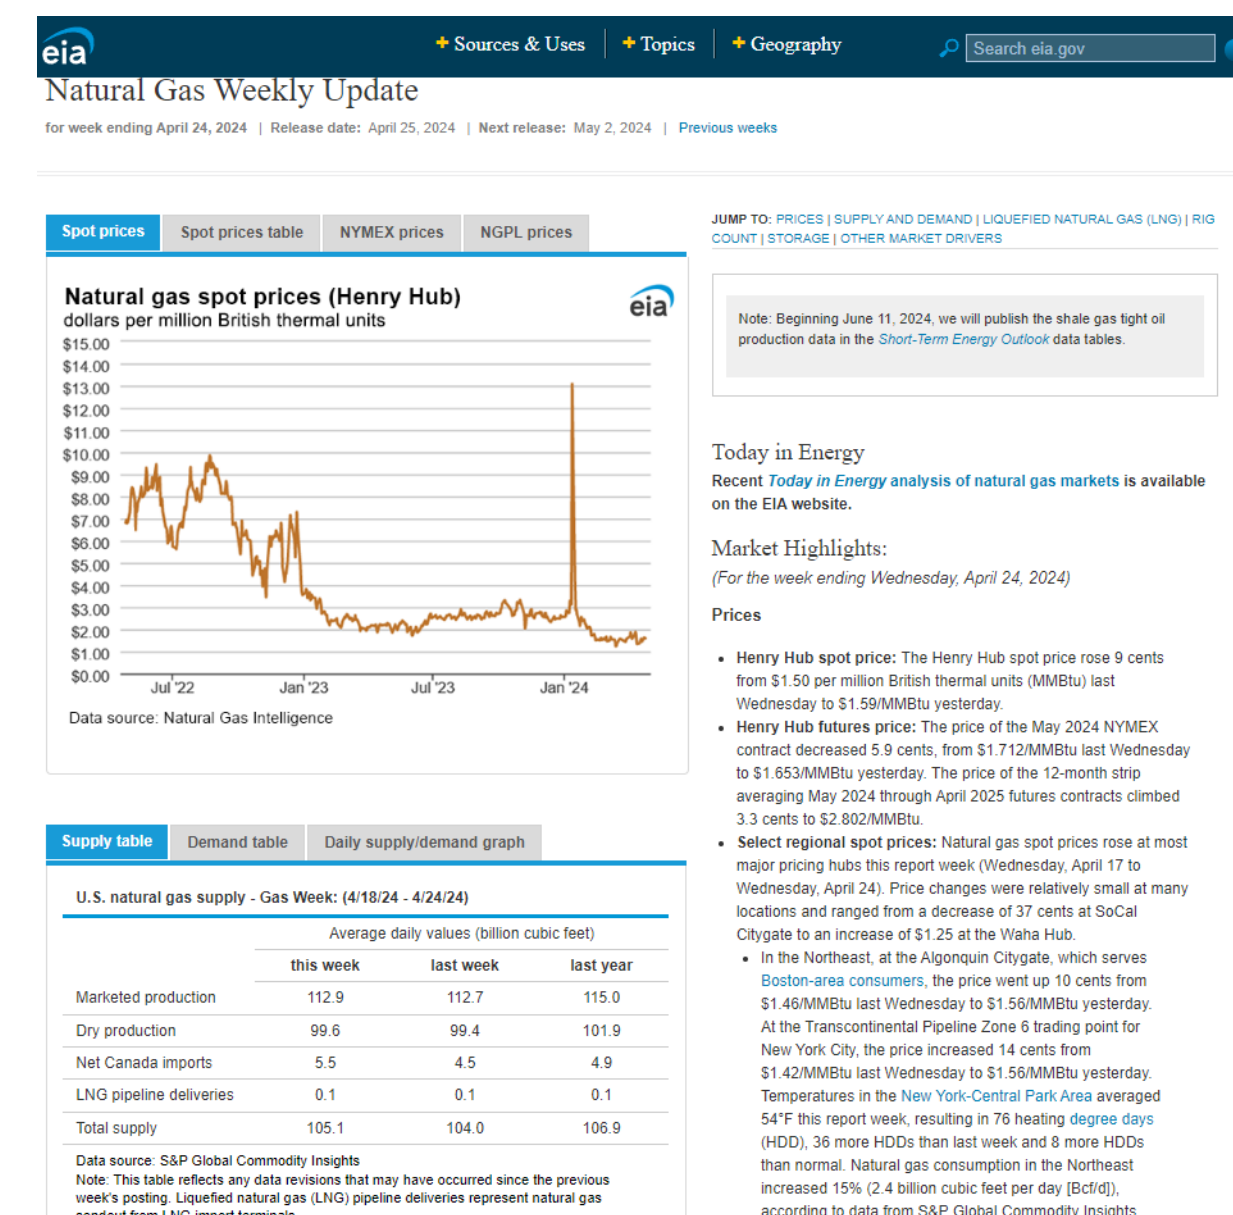 eia
+ Sources & Uses
+ Topics
+ Geography
Search eia.gov
Natural Gas Weekly Update
for week ending April 24, 2024 | Release date: April 25, 2024 | Next release: May 2, 2024 | Previous weeks
Spot prices
Spot prices table
NYMEX prices
NGPL prices
Natural gas spot prices (Henry Hub)
dollars per million British thermal units
eia
$15.00
$14.00
$13.00
$12.00
$11.00
$10.00
$9.00
$8.00
$7.00
$6.00
$5.00
$4.00
$3.00
$2.00
$1.00
$0.00
Jul '22
Jan '23
Jul '23
Jan '24
Data source: Natural Gas Intelligence
Supply table
Demand table
Daily supply/demand graph
U.S. natural gas supply - Gas Week: (4/18/24 - 4/24/24)
Average daily values (billion cubic feet)
this week last week last year
Marketed production 112.9 112.7 115.0
Dry production 99.6 99.4 101.9
Net Canada imports 5.5 4.5 4.9
LNG pipeline deliveries 0.1 0.1 0.1
Total supply 105.1 104.0 106.9
Data source: S&P Global Commodity Insights
Note: This table reflects any data revisions that may have occurred since the previous
week's posting. Liquefied natural gas (LNG) pipeline deliveries represent natural gas
sendout from LNG import terminals.
JUMP TO: PRICES | SUPPLY AND DEMAND | LIQUEFIED NATURAL GAS (LNG) | RIG
COUNT | STORAGE | OTHER MARKET DRIVERS
Note: Beginning June 11, 2024, we will publish the shale gas tight oil
production data in the Short-Term Energy Outlook data tables.
Today in Energy
Recent Today in Energy analysis of natural gas markets is available
on the EIA website.
Market Highlights:
(For the week ending Wednesday, April 24, 2024)
Prices
• Henry Hub spot price: The Henry Hub spot price rose 9 cents
from $1.50 per million British thermal units (MMBtu) last
Wednesday to $1.59/MMBtu yesterday.
• Henry Hub futures price: The price of the May 2024 NYMEX
contract decreased 5.9 cents, from $1.712/MMBtu last Wednesday
to $1.653/MMBtu yesterday. The price of the 12-month strip
averaging May 2024 through April 2025 futures contracts climbed
3.3 cents to $2.802/MMBtu.
• Select regional spot prices: Natural gas spot prices rose at most
major pricing hubs this report week (Wednesday, April 17 to
Wednesday, April 24). Price changes were relatively small at many
locations and ranged from a decrease of 37 cents at SoCal
Citygate to an increase of $1.25 at the Waha Hub.
• In the Northeast, at the Algonquin Citygate, which serves
Boston-area consumers, the price went up 10 cents from
$1.46/MMBtu last Wednesday to $1.56/MMBtu yesterday.
At the Transcontinental Pipeline Zone 6 trading point for
New York City, the price increased 14 cents from
$1.42/MMBtu last Wednesday to $1.56/MMBtu yesterday.
Temperatures in the New York-Central Park Area averaged
54°F this report week, resulting in 76 heating degree days
(HDD), 36 more HDDs than last week and 8 more HDDs
than normal. Natural gas consumption in the Northeast
increased 15% (2.4 billion cubic feet per day [Bcf/d]),
according to data from S&P Global Commodity Insights